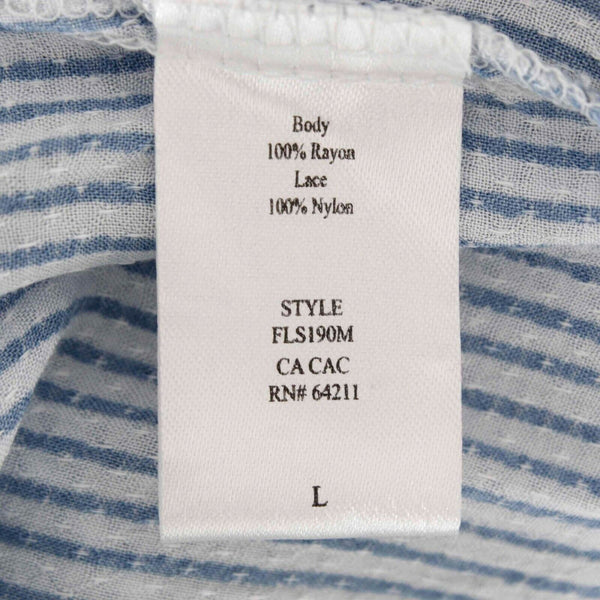 Body
100% Rayon
Lace
100% Nylon
STYLE
FLS190M
CA CAC
RN# 64211
L